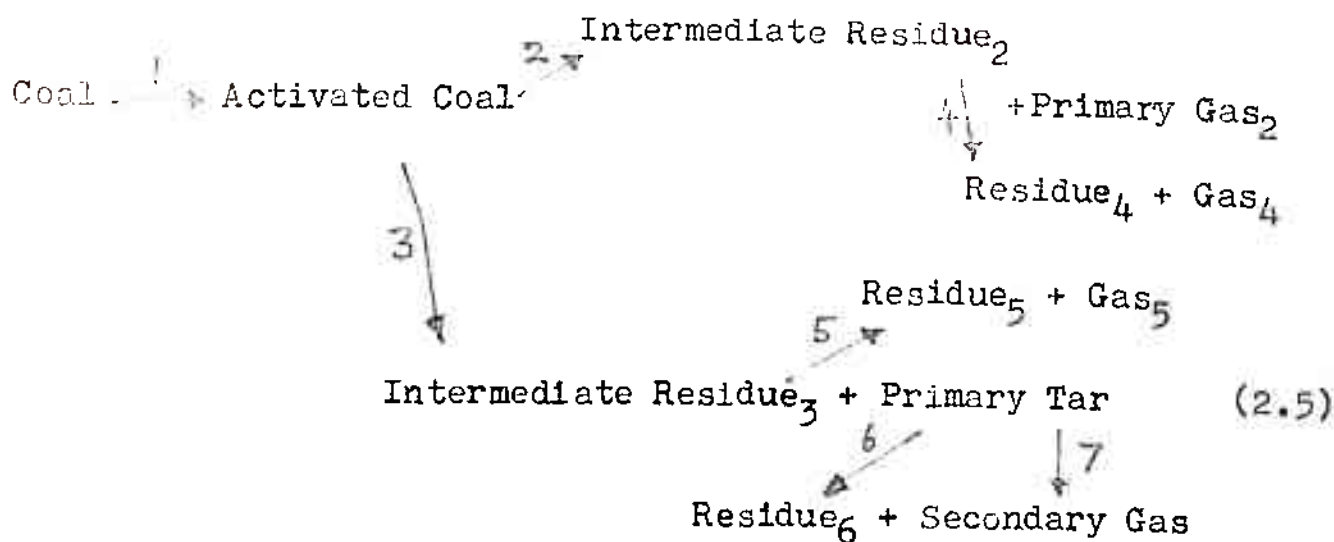 Intermediate Residue₂
Coal 1 Activated Coal 2
4 +Primary Gas₂
Residue₄ + Gas₄
3
Residue₅ + Gas₅
5
Intermediate Residue₃ + Primary Tar (2.5)
6 7
Residue₆ + Secondary Gas